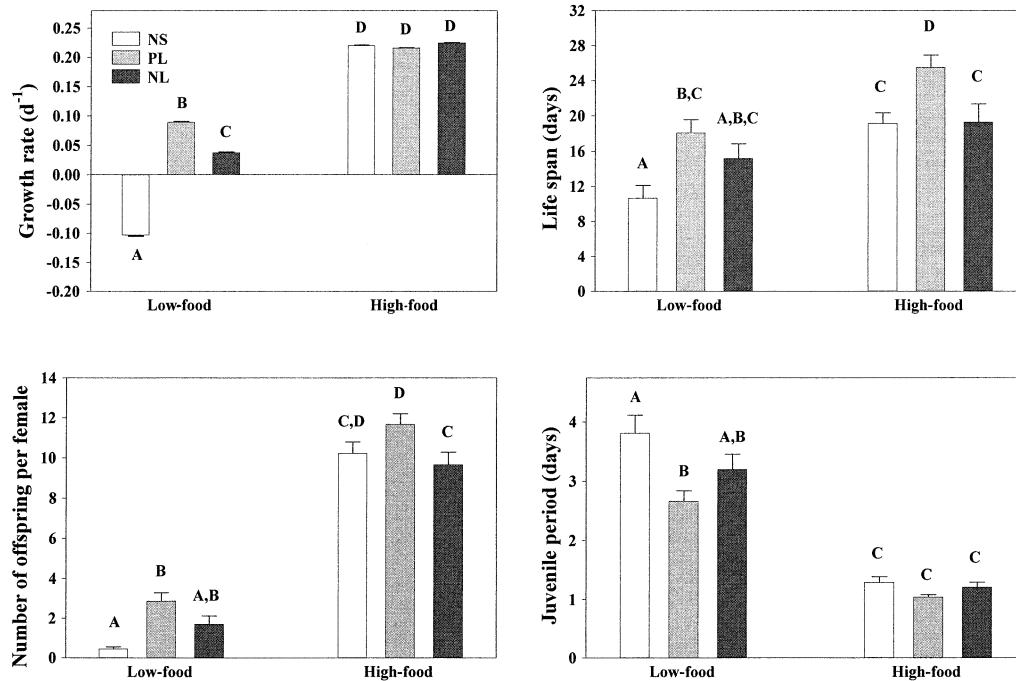 Growth rate (d⁻¹)
0.25
0.20
0.15
0.10
0.05
0.00
-0.05
-0.10
-0.15
-0.20
NS
PL
NL
A
B
C
D
D
D
Low-food
High-food
Life span (days)
32
28
24
20
16
12
8
4
0
A
B,C
A,B,C
C
D
C
Low-food
High-food
Number of offspring per female
14
12
10
8
6
4
2
0
A
B
A,B
C,D
D
C
Low-food
High-food
Juvenile period (days)
4
3
2
1
0
A
B
A,B
C
C
C
Low-food
High-food